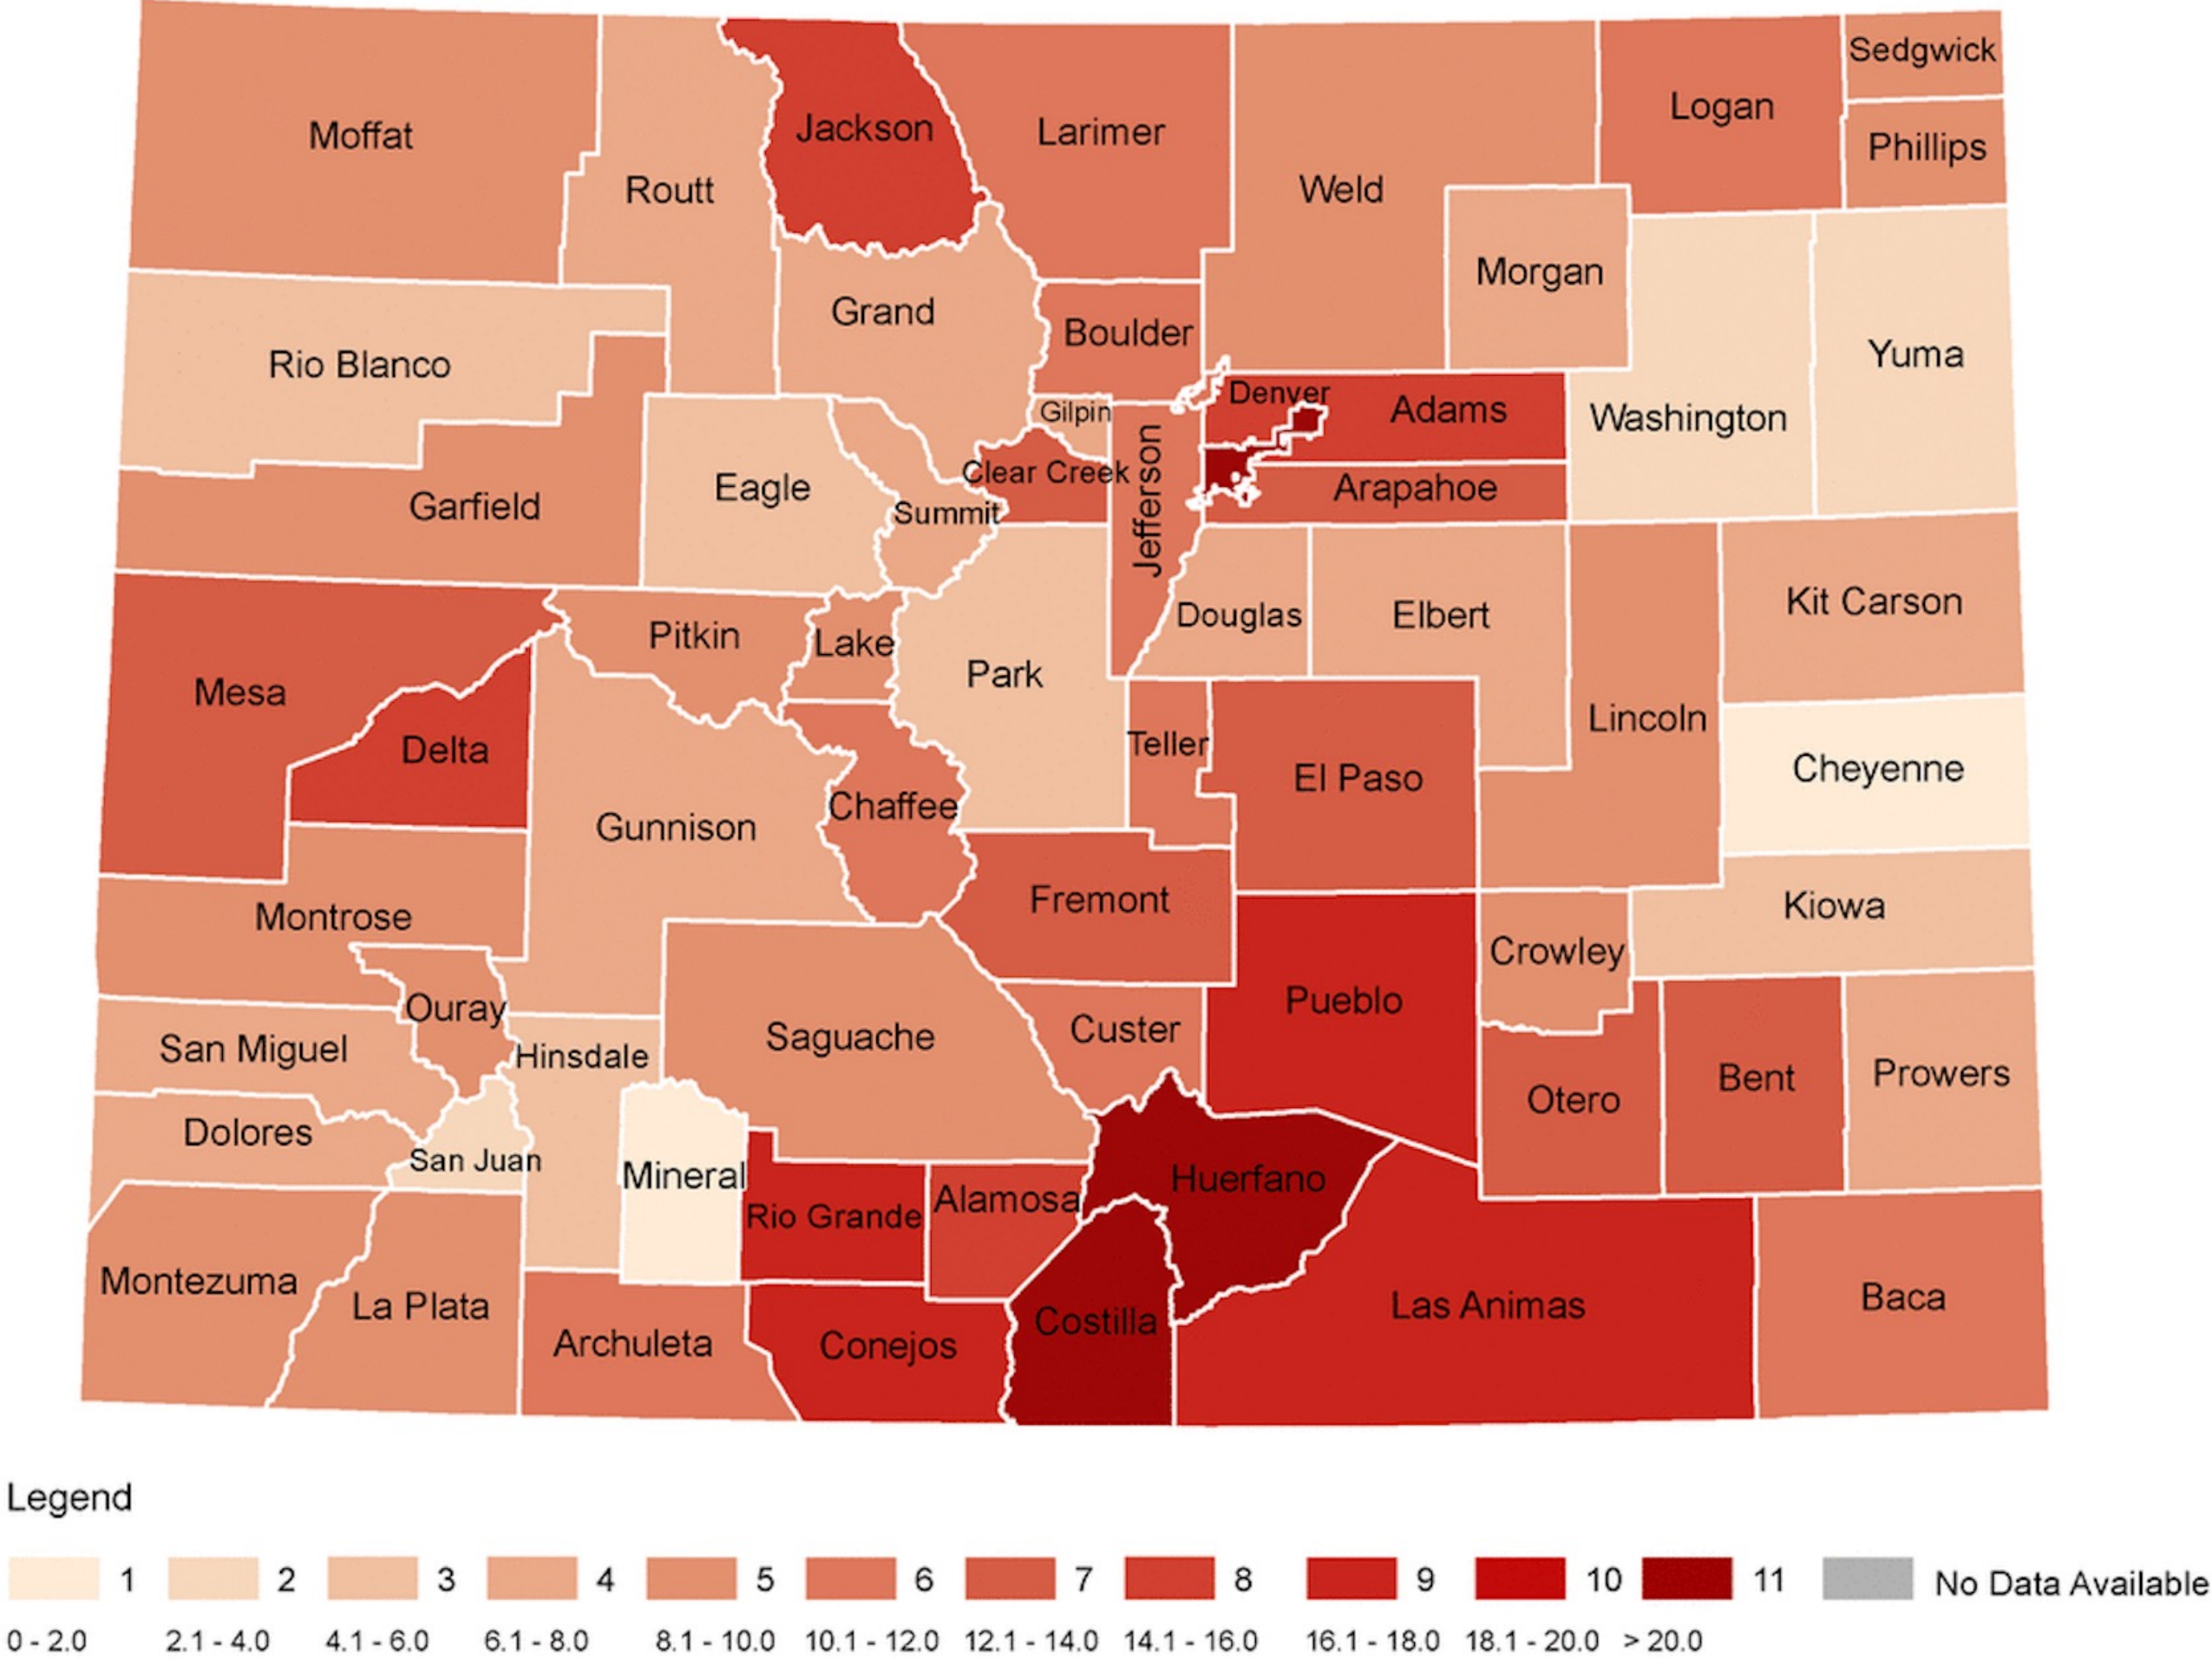 Sedgwick
Moffat
Jackson
Larimer
Logan
Phillips
Routt
Weld
Morgan
Grand
Boulder
Yuma
Rio Blanco
Gilpin
Denver
Adams
Washington
Garfield
Eagle
Clear Creek
Summit
Jefferson
Arapahoe
Kit Carson
Pitkin
Lake
Park
Douglas
Elbert
Mesa
Delta
Teller
Lincoln
Cheyenne
Gunnison
Chaffee
El Paso
Montrose
Fremont
Kiowa
Crowley
Ouray
Pueblo
San Miguel
Hinsdale
Saguache
Custer
Otero
Bent
Prowers
Dolores
San Juan
Mineral
Rio Grande
Alamosa
Huerfano
Montezuma
La Plata
Archuleta
Conejos
Costilla
Las Animas
Baca
Legend
1 2 3 4 5 6 7 8 9 10 11 No Data Available
0 - 2.0 2.1 - 4.0 4.1 - 6.0 6.1 - 8.0 8.1 - 10.0 10.1 - 12.0 12.1 - 14.0 14.1 - 16.0 16.1 - 18.0 18.1 - 20.0 > 20.0